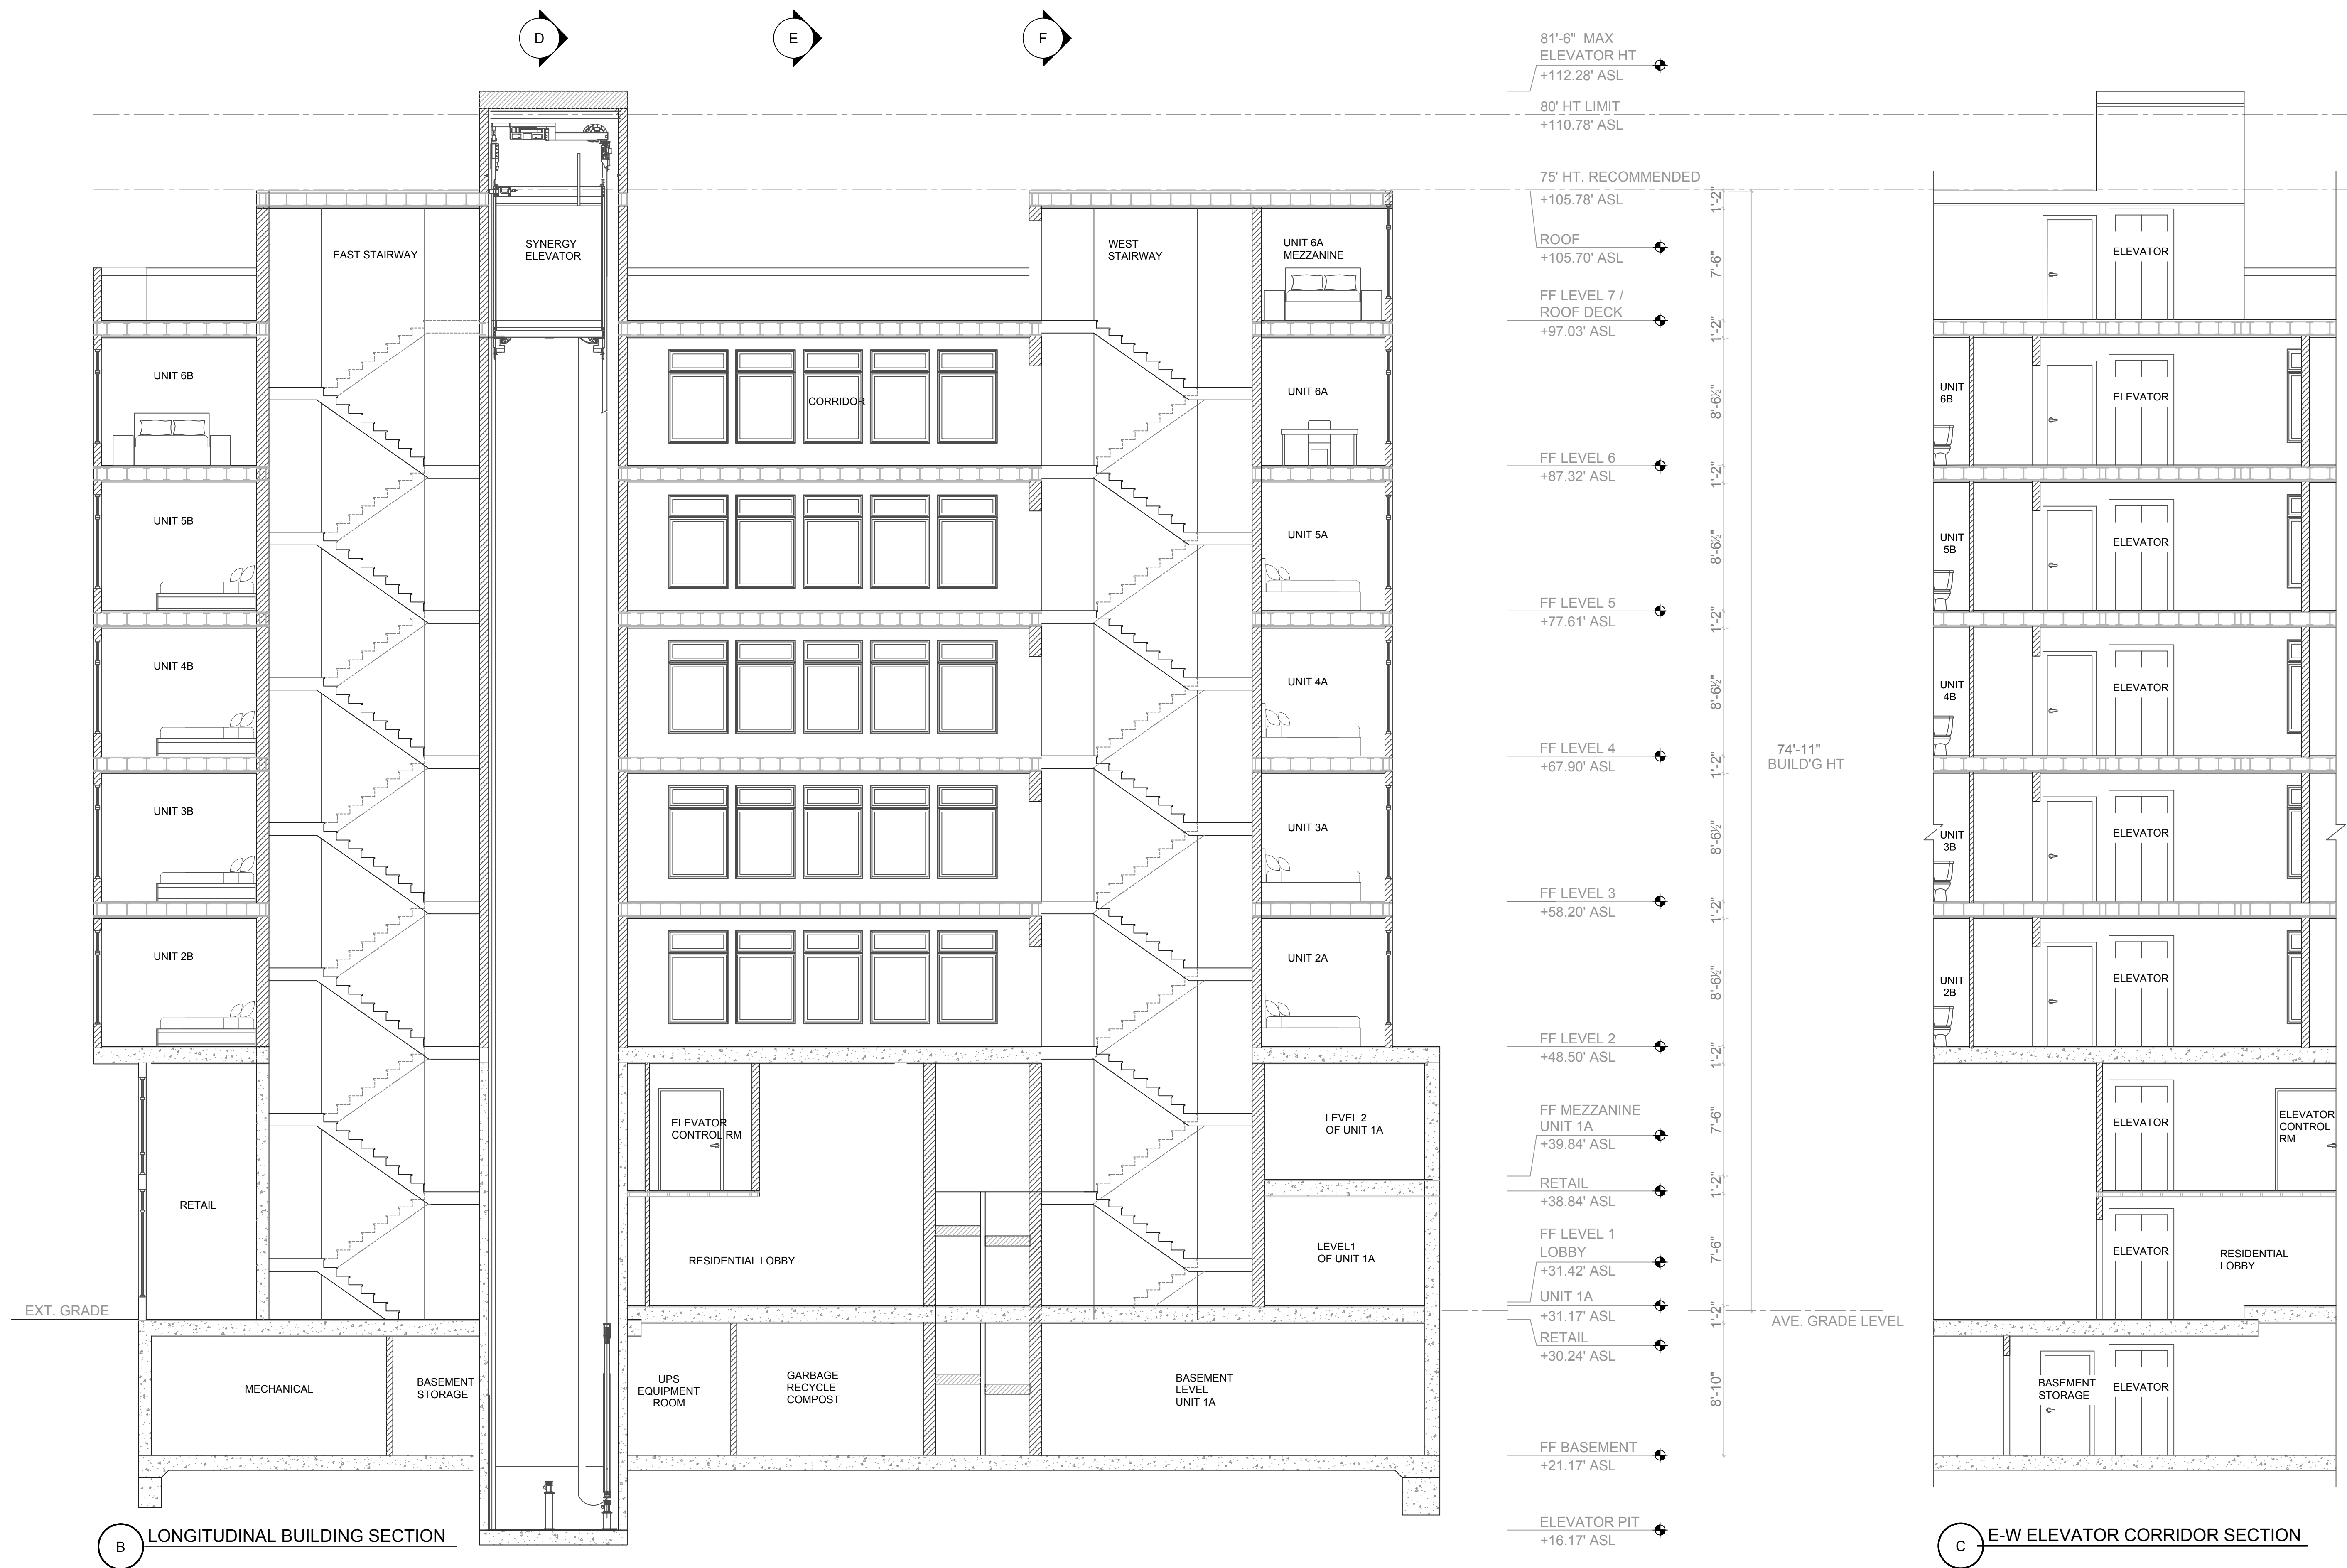 D
E
F
81'-6" MAX
ELEVATOR HT
+112.28' ASL
80' HT LIMIT
+110.78' ASL
75' HT. RECOMMENDED
+105.78' ASL
ROOF
+105.70' ASL
FF LEVEL 7 /
ROOF DECK
+97.03' ASL
FF LEVEL 6
+87.32' ASL
FF LEVEL 5
+77.61' ASL
FF LEVEL 4
+67.90' ASL
FF LEVEL 3
+58.20' ASL
FF LEVEL 2
+48.50' ASL
FF MEZZANINE
UNIT 1A
+39.84' ASL
RETAIL
+38.84' ASL
FF LEVEL 1
LOBBY
+31.42' ASL
UNIT 1A
+31.17' ASL
RETAIL
+30.24' ASL
FF BASEMENT
+21.17' ASL
ELEVATOR PIT
+16.17' ASL
1'-2"
7'-6"
1'-2"
8'-6½"
1'-2"
8'-6½"
1'-2"
8'-6½"
1'-2"
8'-6½"
1'-2"
8'-6½"
1'-2"
7'-6"
1'-2"
7'-6"
1'-2"
8'-10"
74'-11"
BUILD'G HT
AVE. GRADE LEVEL
EAST STAIRWAY
SYNERGY
ELEVATOR
WEST
STAIRWAY
UNIT 6A
MEZZANINE
UNIT 6B
CORRIDOR
UNIT 6A
UNIT 5B
UNIT 5A
UNIT 4B
UNIT 4A
UNIT 3B
UNIT 3A
UNIT 2B
UNIT 2A
ELEVATOR
CONTROL RM
LEVEL 2
OF UNIT 1A
RETAIL
RESIDENTIAL LOBBY
LEVEL1
OF UNIT 1A
EXT. GRADE
MECHANICAL
BASEMENT
STORAGE
UPS
EQUIPMENT
ROOM
GARBAGE
RECYCLE
COMPOST
BASEMENT
LEVEL
UNIT 1A
B
LONGITUDINAL BUILDING SECTION
ELEVATOR
UNIT
6B
ELEVATOR
UNIT
5B
ELEVATOR
UNIT
4B
ELEVATOR
UNIT
3B
ELEVATOR
UNIT
2B
ELEVATOR
ELEVATOR
ELEVATOR
CONTROL
RM
ELEVATOR
RESIDENTIAL
LOBBY
BASEMENT
STORAGE
ELEVATOR
C
E-W ELEVATOR CORRIDOR SECTION